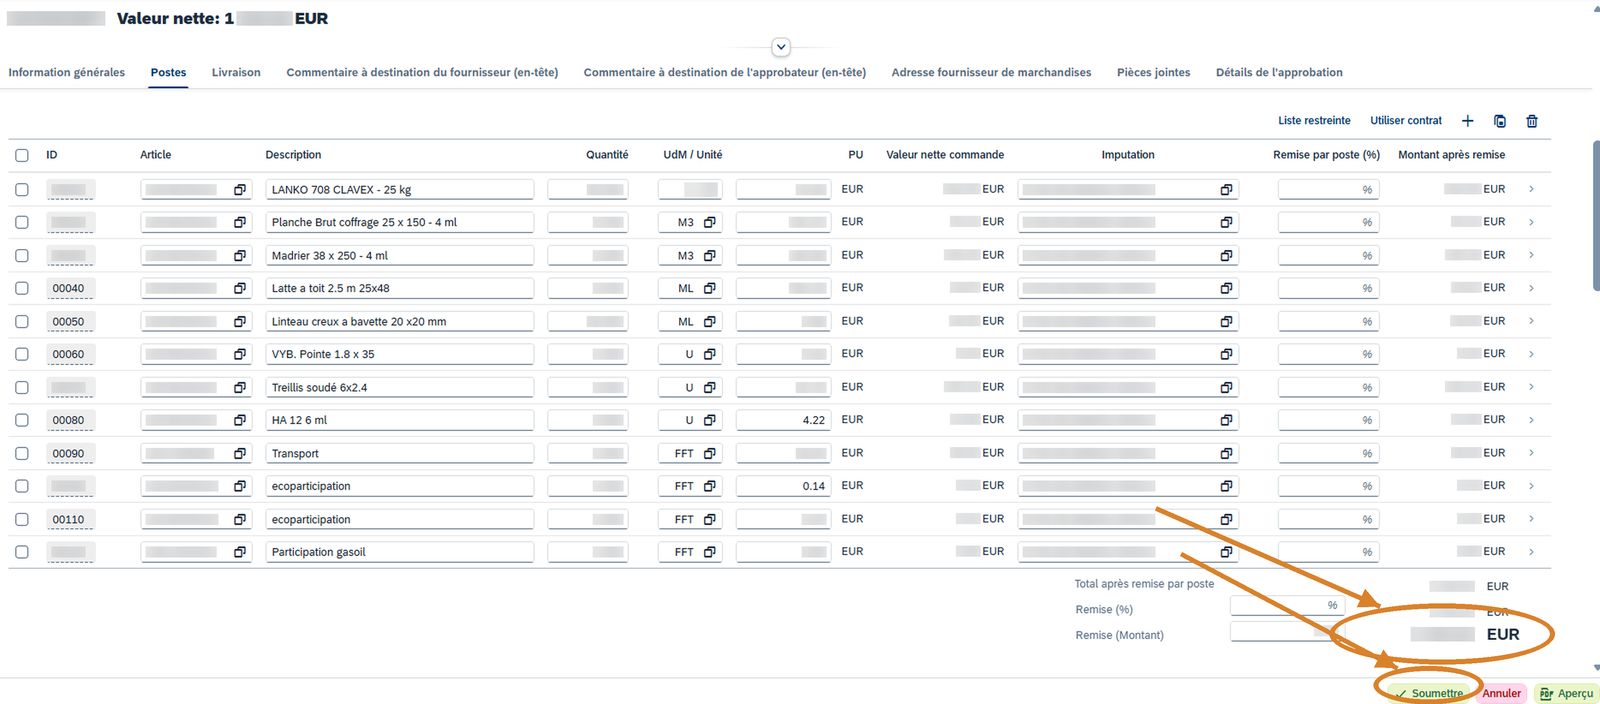 Valeur nette: 1 EUR
Information générales Postes Livraison Commentaire à destination du fournisseur (en-tête) Commentaire à destination de l'approbateur (en-tête) Adresse fournisseur de marchandises Pièces jointes Détails de l'approbation
Liste restreinte Utiliser contrat
ID Article Description Quantité UdM / Unité PU Valeur nette commande Imputation Remise par poste (%) Montant après remise
LANKO 708 CLAVEX - 25 kg EUR EUR % EUR
Planche Brut coffrage 25 x 150 - 4 ml M3 EUR EUR % EUR
Madrier 38 x 250 - 4 ml M3 EUR EUR % EUR
00040 Latte a toit 2.5 m 25x48 ML EUR EUR % EUR
00050 Linteau creux a bavette 20 x20 mm ML EUR EUR % EUR
00060 VYB. Pointe 1.8 x 35 U EUR EUR % EUR
Treillis soudé 6x2.4 U EUR EUR % EUR
00080 HA 12 6 ml U 4.22 EUR EUR % EUR
00090 Transport FFT EUR EUR % EUR
ecoparticipation FFT 0.14 EUR EUR % EUR
00110 ecoparticipation FFT EUR EUR % EUR
Participation gasoil FFT EUR EUR % EUR
Total après remise par poste EUR
Remise (%) % EUR
Remise (Montant) EUR
Soumettre Annuler PDF Aperçu